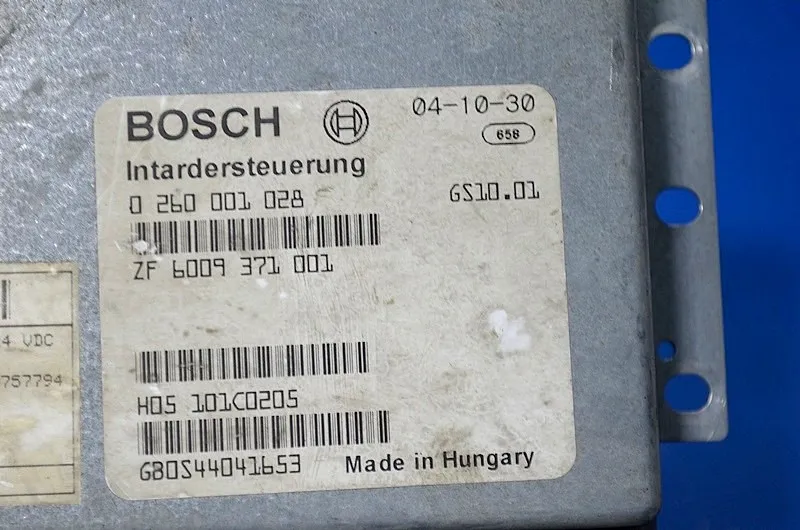 BOSCH
04-10-30
658
Intardersteuerung
0 260 001 028
GS10.01
ZF 6009 371 001
H05 101C0205
GB0S44041653
Made in Hungary
4 VDC
757794